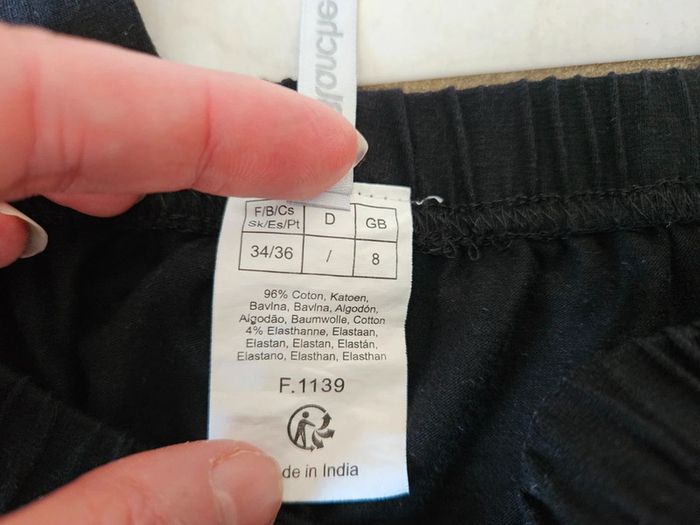 F/B/Cs D GB
Sk/Es/Pt
34/36 / 8
96% Coton, Katoen,
Bavlna, Bavlna, Algodón,
Algodão, Baumwolle, Cotton
4% Elasthanne, Elastaan,
Elastan, Elastan, Elastán,
Elastano, Elasthan, Elasthan
F.1139
de in India